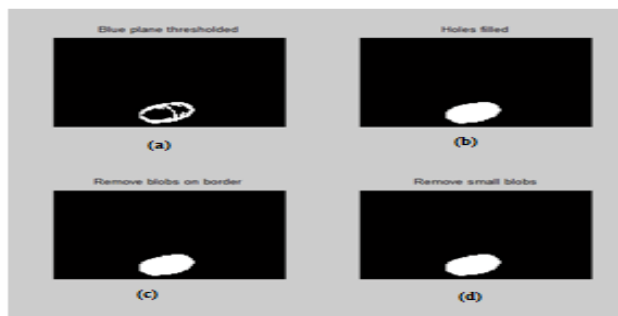 Blue plane thresholded
Holes filled
(a)
(b)
Remove blobs on border
Remove small blobs
(c)
(d)